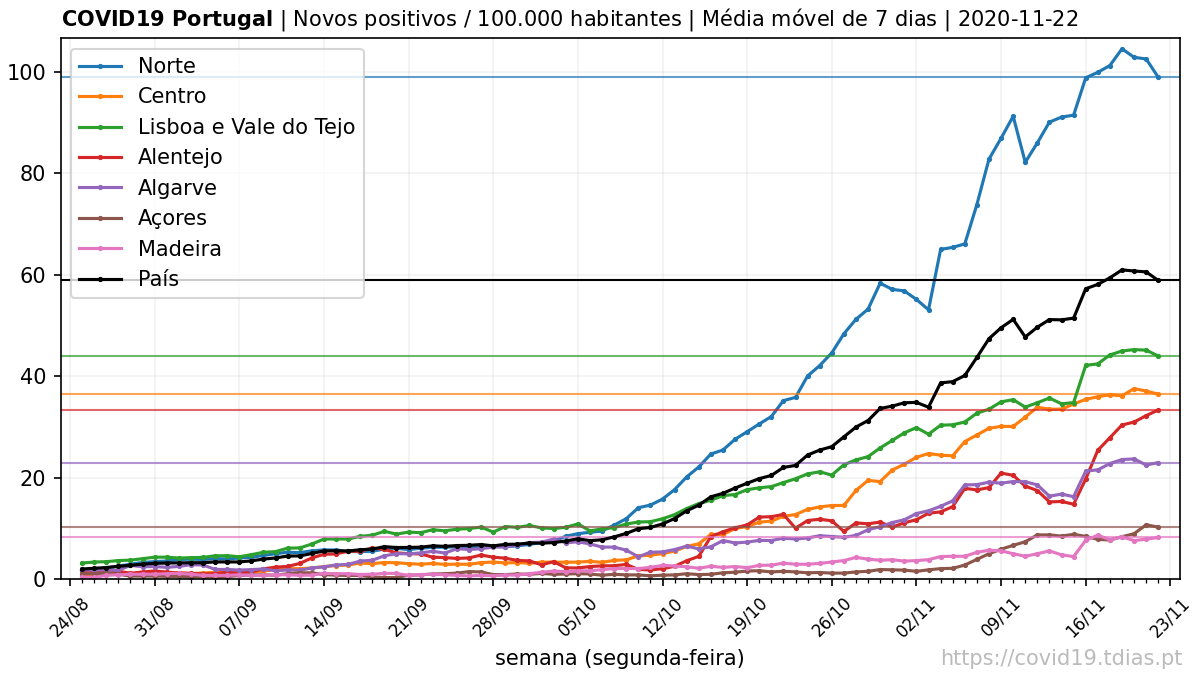 COVID19 Portugal | Novos positivos / 100.000 habitantes | Média móvel de 7 dias | 2020-11-22
Norte
Centro
Lisboa e Vale do Tejo
Alentejo
Algarve
Açores
Madeira
País
100
80
60
40
20
0
24/08 31/08 07/09 14/09 21/09 28/09 05/10 12/10 19/10 26/10 02/11 09/11 16/11 23/11
semana (segunda-feira)
https://covid19.tdias.pt